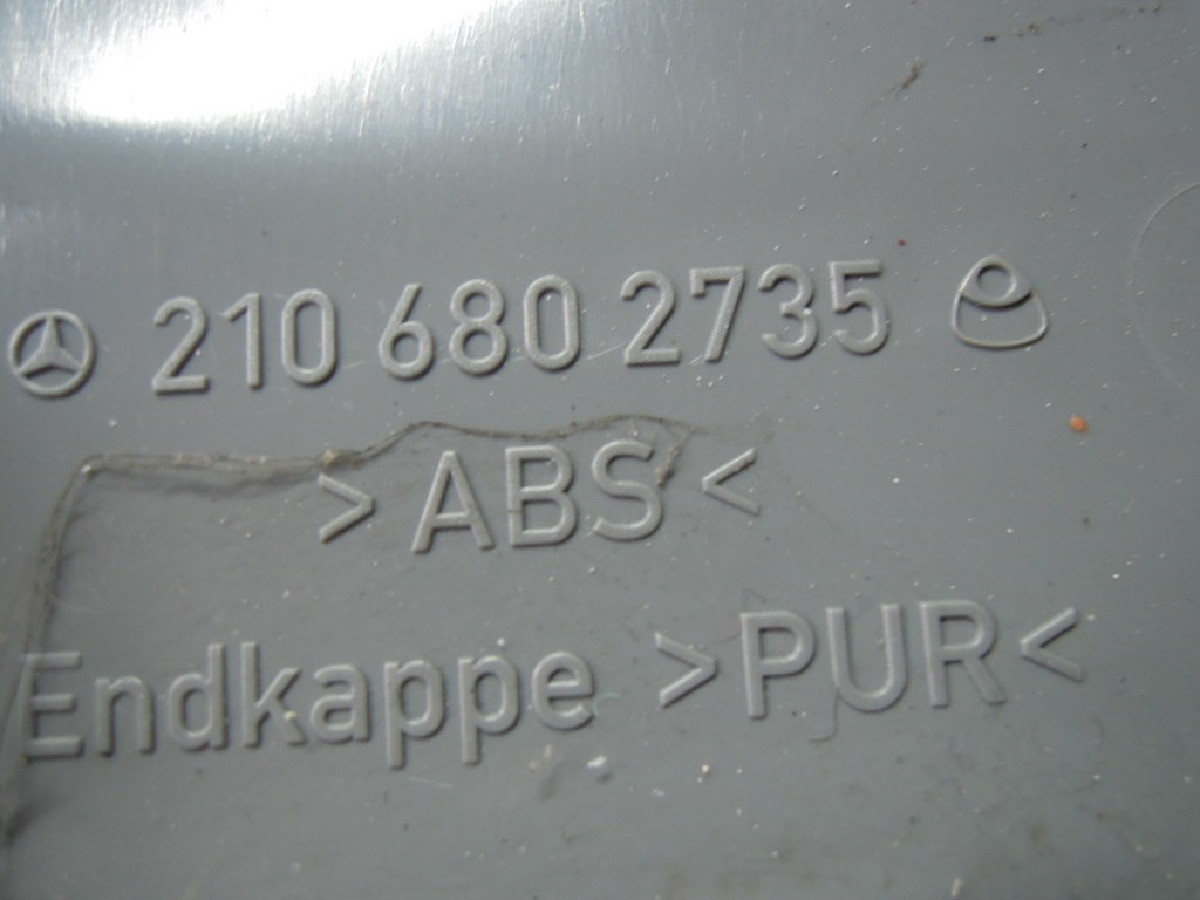 210 680 2735
>ABS<
Endkappe >PUR<